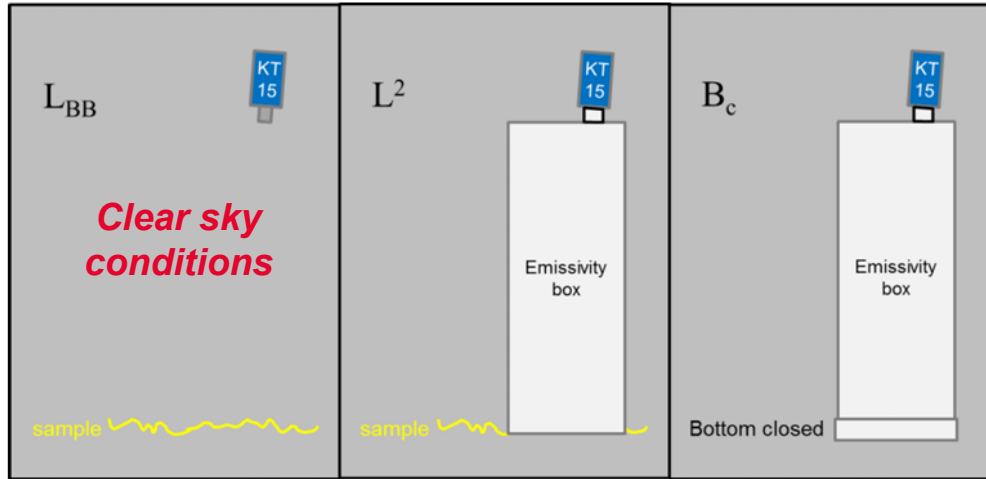 L_BB
KT
15
Clear sky
conditions
sample
L²
KT
15
Emissivity
box
sample
B_c
KT
15
Emissivity
box
Bottom closed